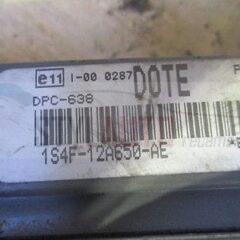 e11 I-00 0287 DOTE
DPC-638
1S4F-12A650-AE